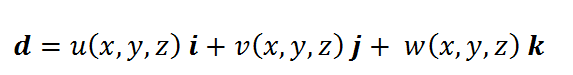 d = u(x, y, z) i + v(x, y, z) j + w(x, y, z) k